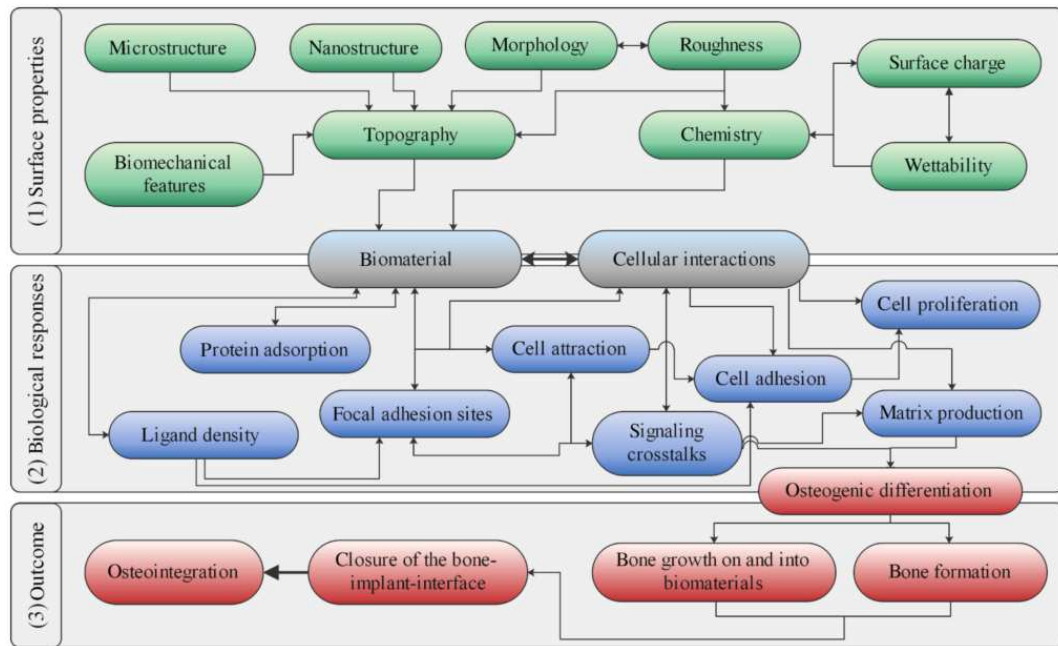 (1) Surface properties
Microstructure
Nanostructure
Morphology
Roughness
Surface charge
Topography
Chemistry
Biomechanical
features
Wettability
Biomaterial
Cellular interactions
(2) Biological responses
Cell proliferation
Protein adsorption
Cell attraction
Cell adhesion
Focal adhesion sites
Matrix production
Ligand density
Signaling
crosstalks
Osteogenic differentiation
(3) Outcome
Osteointegration
Closure of the bone-
implant-interface
Bone growth on and into
biomaterials
Bone formation